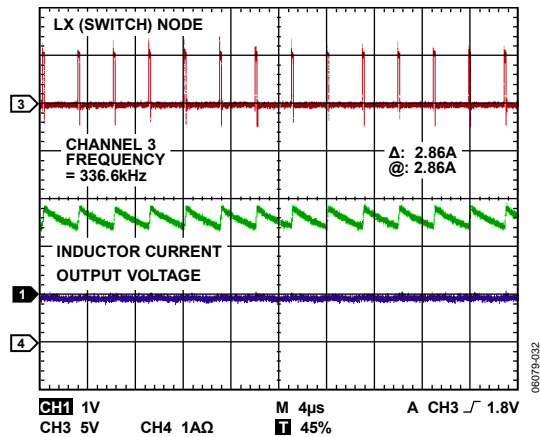 LX (SWITCH) NODE
3
CHANNEL 3
FREQUENCY
= 336.6kHz
Δ: 2.86A
@: 2.86A
INDUCTOR CURRENT
OUTPUT VOLTAGE
1
4
06079-032
CH1 1V M 4µs A CH3 1.8V
CH3 5V CH4 1AΩ T 45%